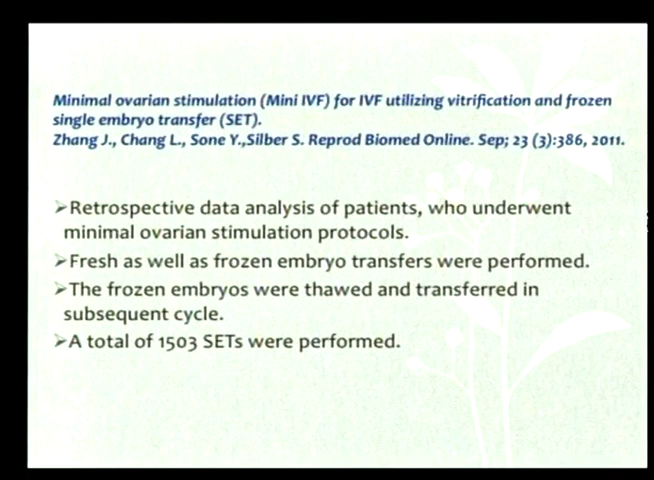 Minimal ovarian stimulation (Mini IVF) for IVF utilizing vitrification and frozen
single embryo transfer (SET).
Zhang J., Chang L., Sone Y.,Silber S. Reprod Biomed Online. Sep; 23 (3):386, 2011.
➢Retrospective data analysis of patients, who underwent
minimal ovarian stimulation protocols.
➢Fresh as well as frozen embryo transfers were performed.
➢The frozen embryos were thawed and transferred in
subsequent cycle.
➢A total of 1503 SETs were performed.